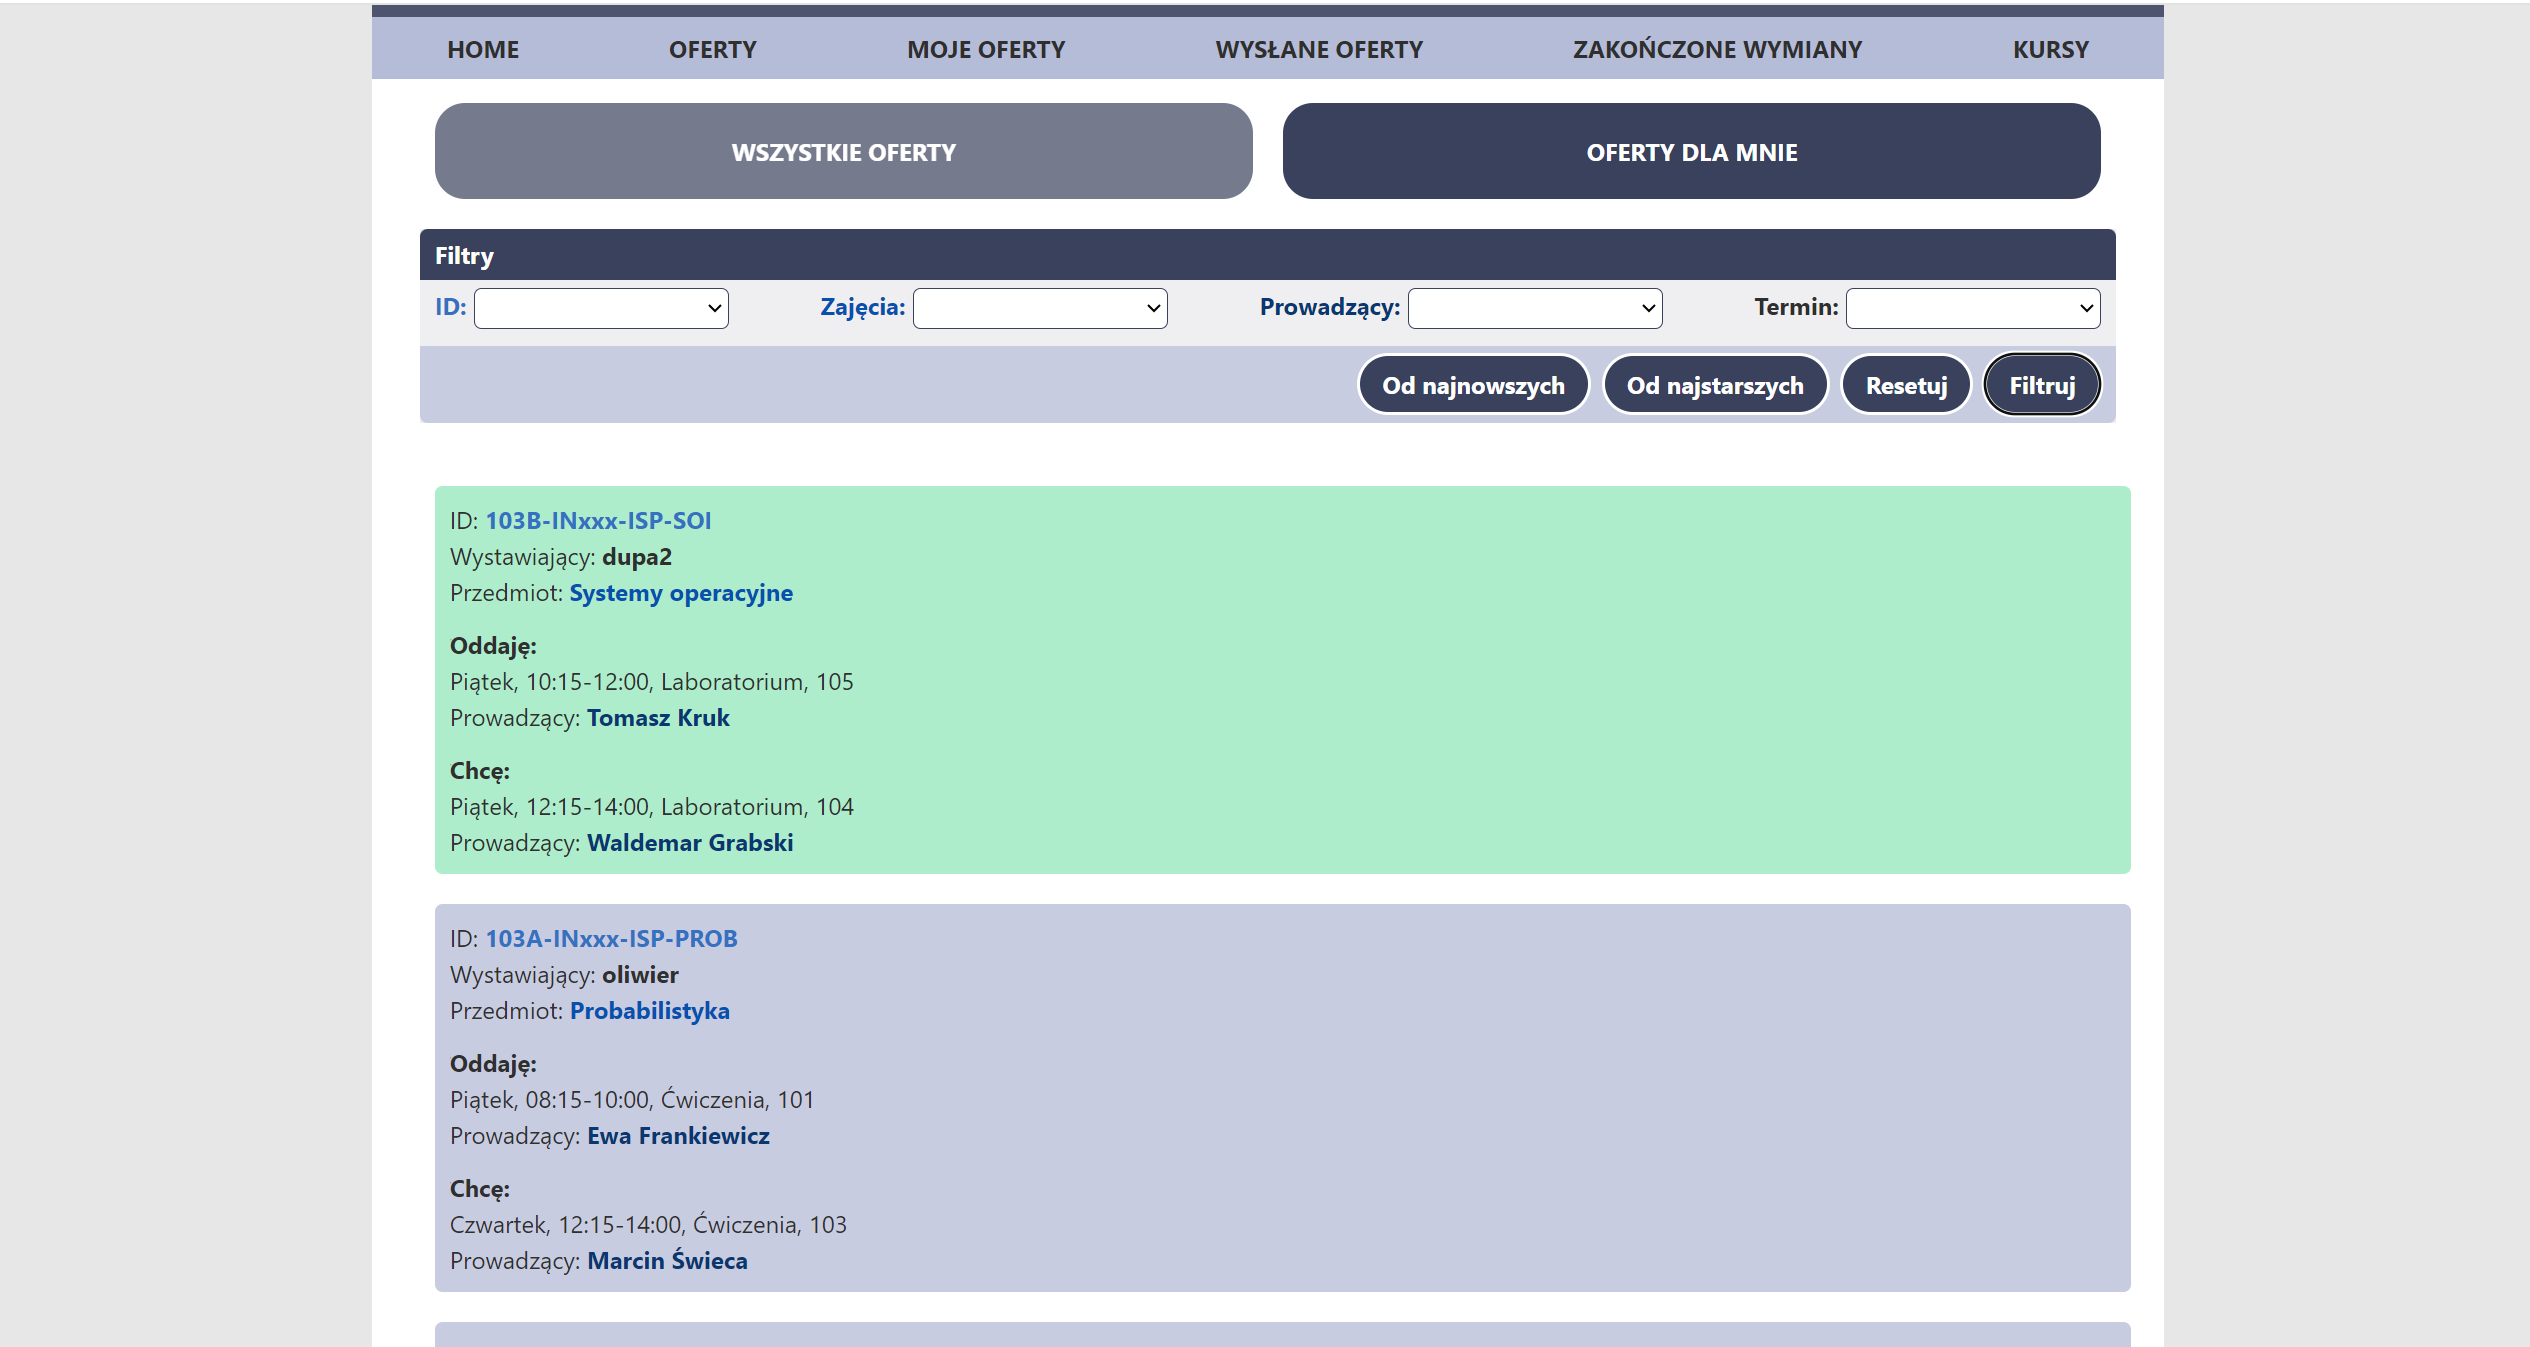 HOME OFERTY MOJE OFERTY WYSŁANE OFERTY ZAKOŃCZONE WYMIANY KURSY
WSZYSTKIE OFERTY OFERTY DLA MNIE
Filtry
ID: Zajęcia: Prowadzący: Termin:
Od najnowszych Od najstarszych Resetuj Filtruj
ID: 103B-INxxx-ISP-SOI
Wystawiający: dupa2
Przedmiot: Systemy operacyjne
Oddaję:
Piątek, 10:15-12:00, Laboratorium, 105
Prowadzący: Tomasz Kruk
Chcę:
Piątek, 12:15-14:00, Laboratorium, 104
Prowadzący: Waldemar Grabski
ID: 103A-INxxx-ISP-PROB
Wystawiający: oliwier
Przedmiot: Probabilistyka
Oddaję:
Piątek, 08:15-10:00, Ćwiczenia, 101
Prowadzący: Ewa Frankiewicz
Chcę:
Czwartek, 12:15-14:00, Ćwiczenia, 103
Prowadzący: Marcin Świeca